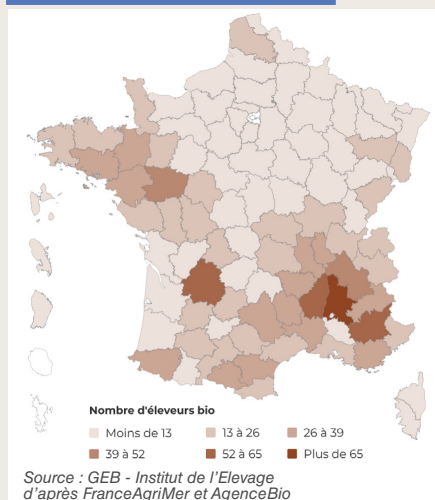 Nombre d'éleveurs bio
Moins de 13
13 à 26
26 à 39
39 à 52
52 à 65
Plus de 65
Source : GEB - Institut de l'Elevage
d'après FranceAgriMer et AgenceBio